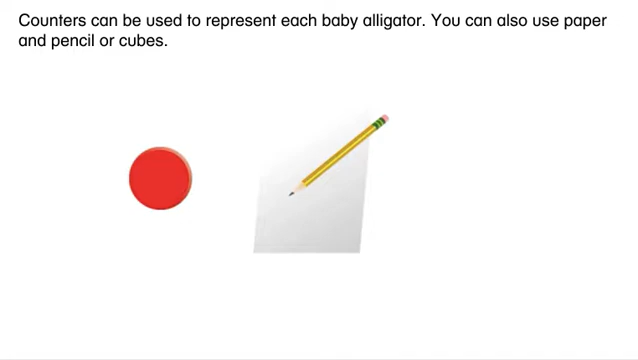 Counters can be used to represent each baby alligator. You can also use paper
and pencil or cubes.